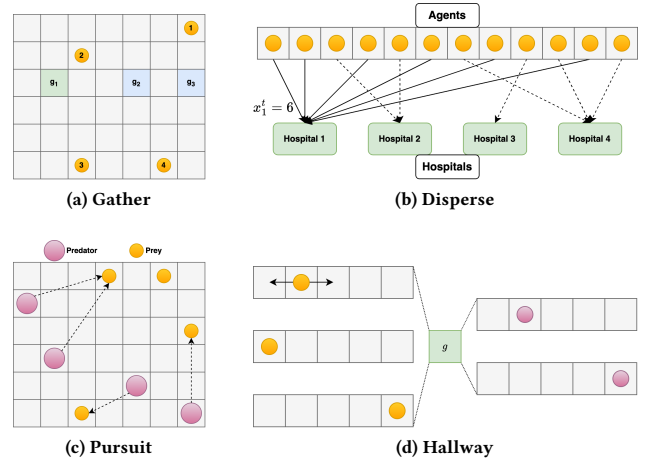 1
2
g1
g2
g3
3
4
(a) Gather
Agents
x_1^t = 6
Hospital 1
Hospital 2
Hospital 3
Hospital 4
Hospitals
(b) Disperse
Predator
Prey
(c) Pursuit
g
(d) Hallway